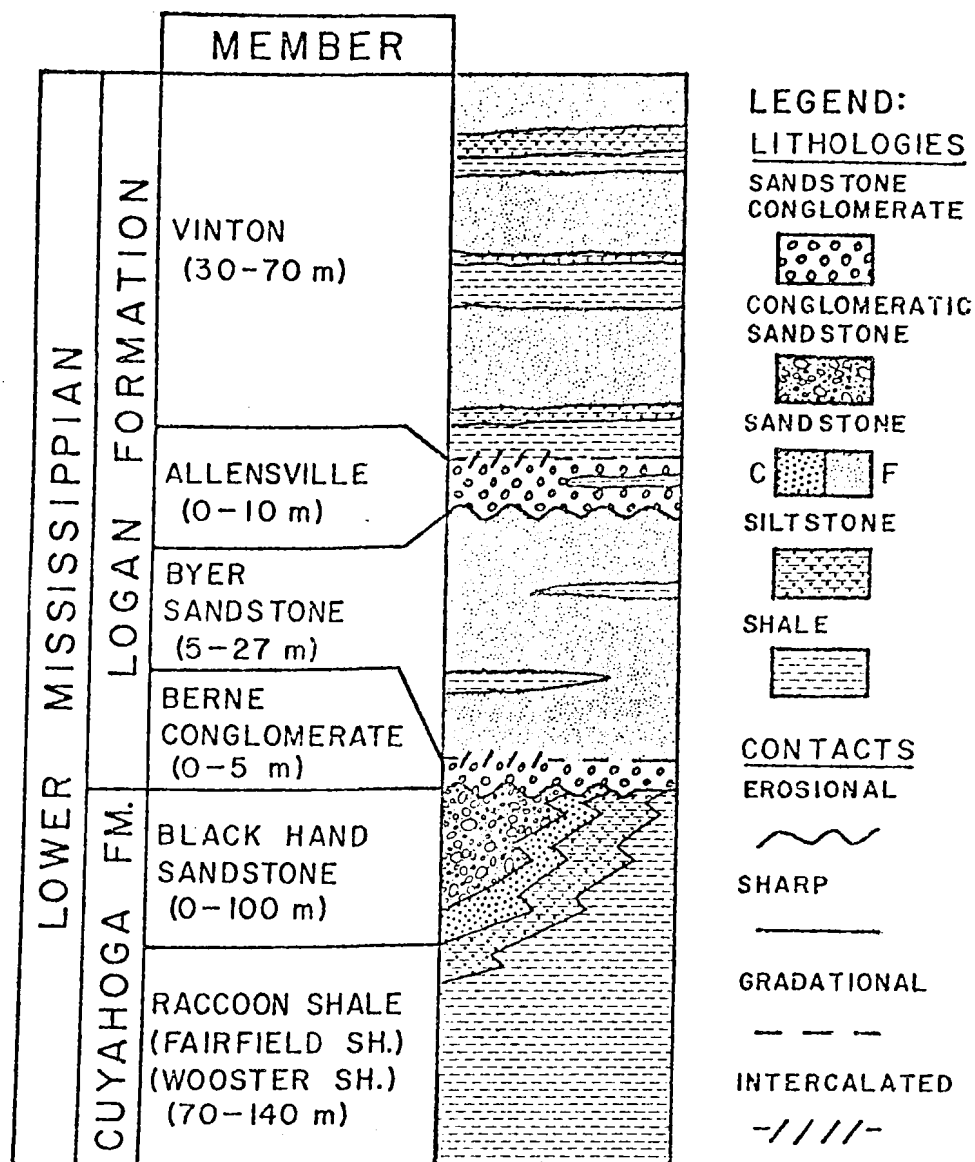 MEMBER
LOWER MISSISSIPPIAN
LOGAN FORMATION
CUYAHOGA FM.
VINTON
(30-70 m)
ALLENSVILLE
(0-10 m)
BYER
SANDSTONE
(5-27 m)
BERNE
CONGLOMERATE
(0-5 m)
BLACK HAND
SANDSTONE
(0-100 m)
RACCOON SHALE
(FAIRFIELD SH.)
(WOOSTER SH.)
(70-140 m)
LEGEND:
LITHOLOGIES
SANDSTONE
CONGLOMERATE
CONGLOMERATIC
SANDSTONE
SANDSTONE
C F
SILTSTONE
SHALE
CONTACTS
EROSIONAL
SHARP
GRADATIONAL
INTERCALATED